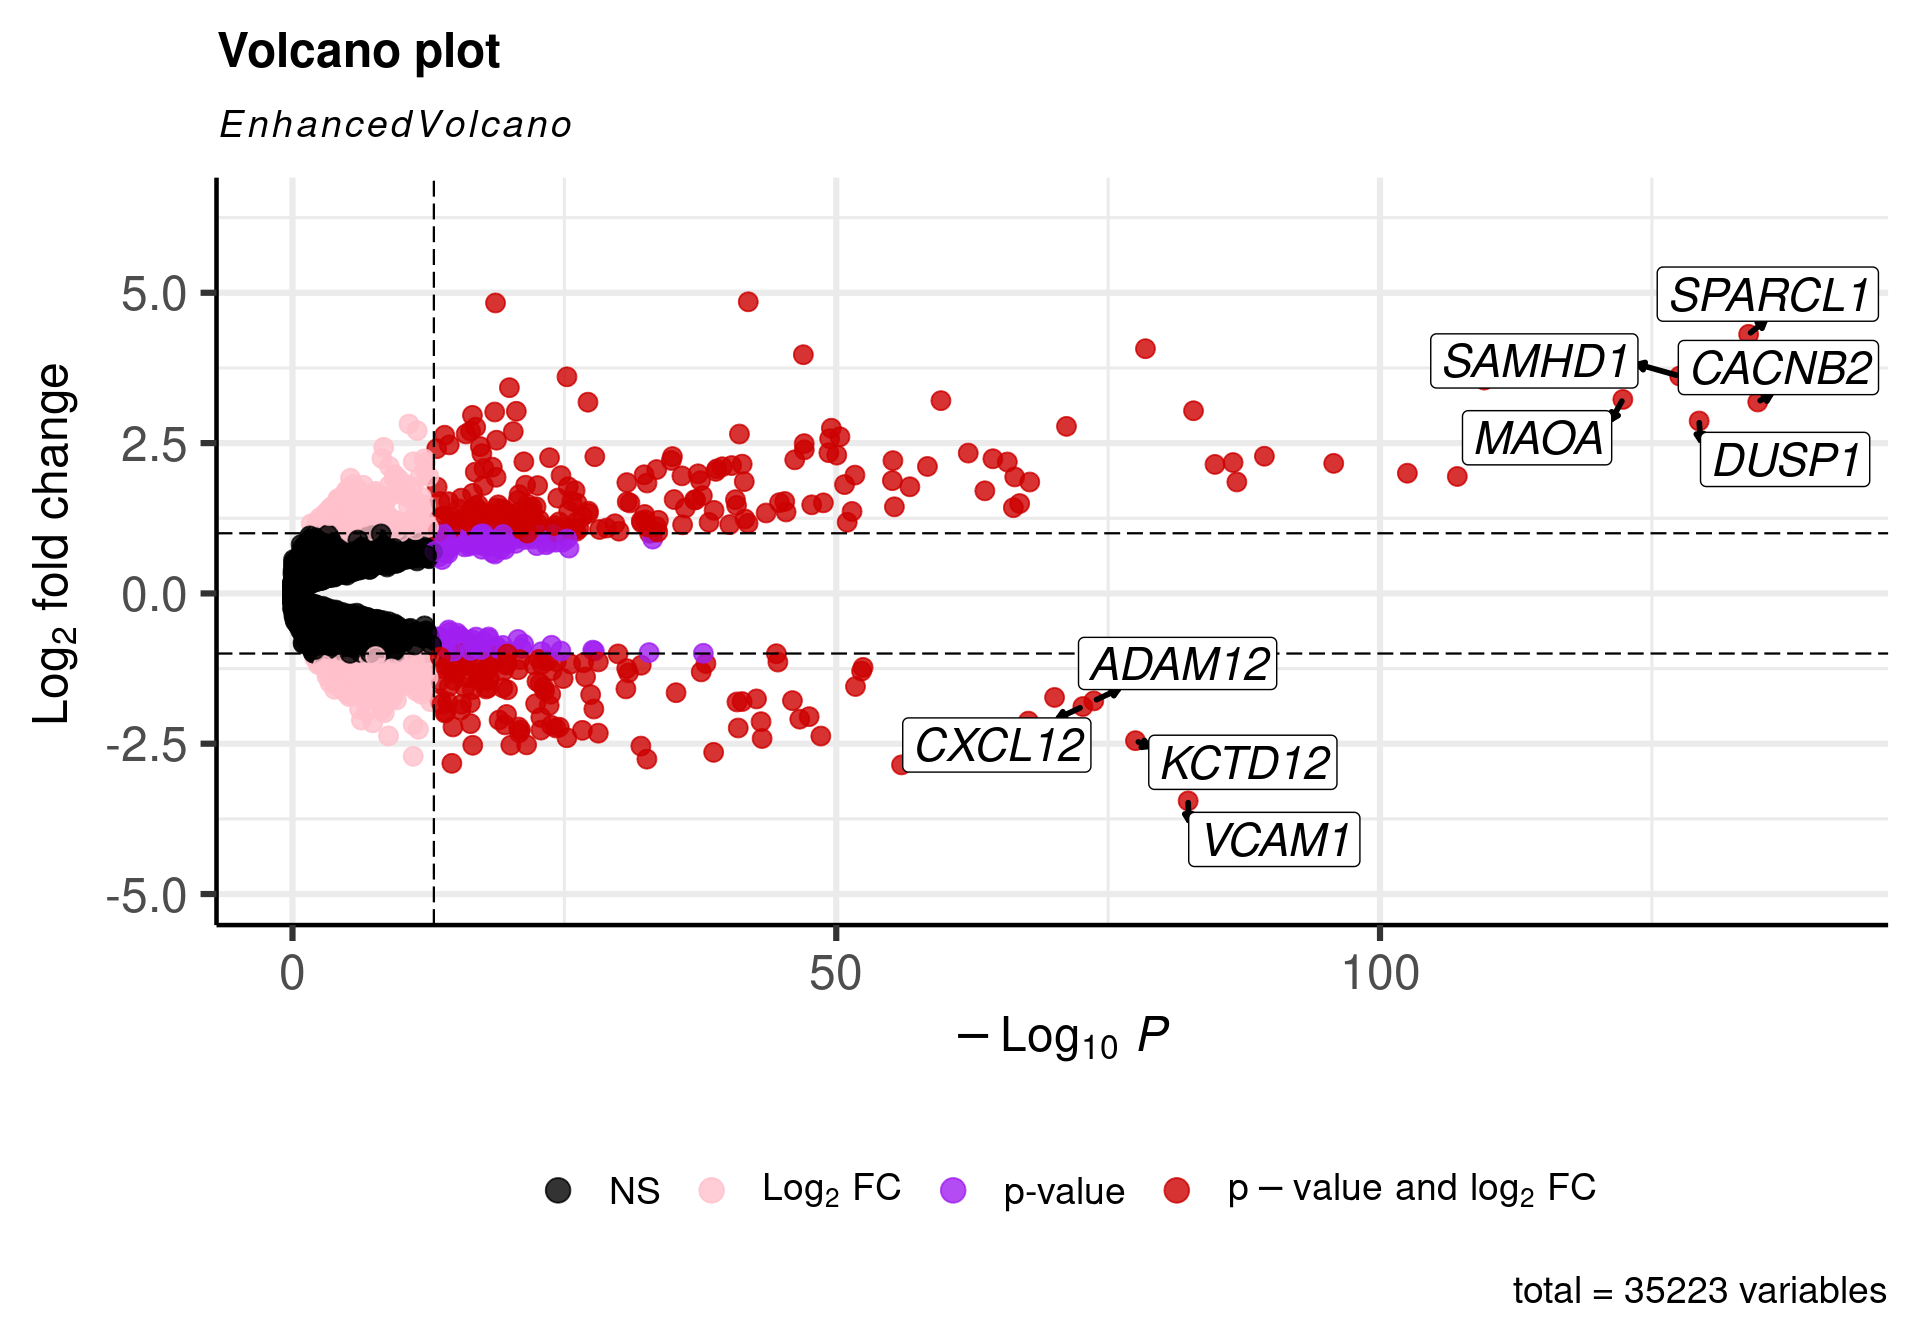 Volcano plot
EnhancedVolcano
Log₂ fold change
5.0
2.5
0.0
-2.5
-5.0
SPARCL1
SAMHD1
CACNB2
MAOA
DUSP1
ADAM12
CXCL12
KCTD12
VCAM1
0 50 100
− Log₁₀ P
NS Log₂ FC p-value p − value and log₂ FC
total = 35223 variables